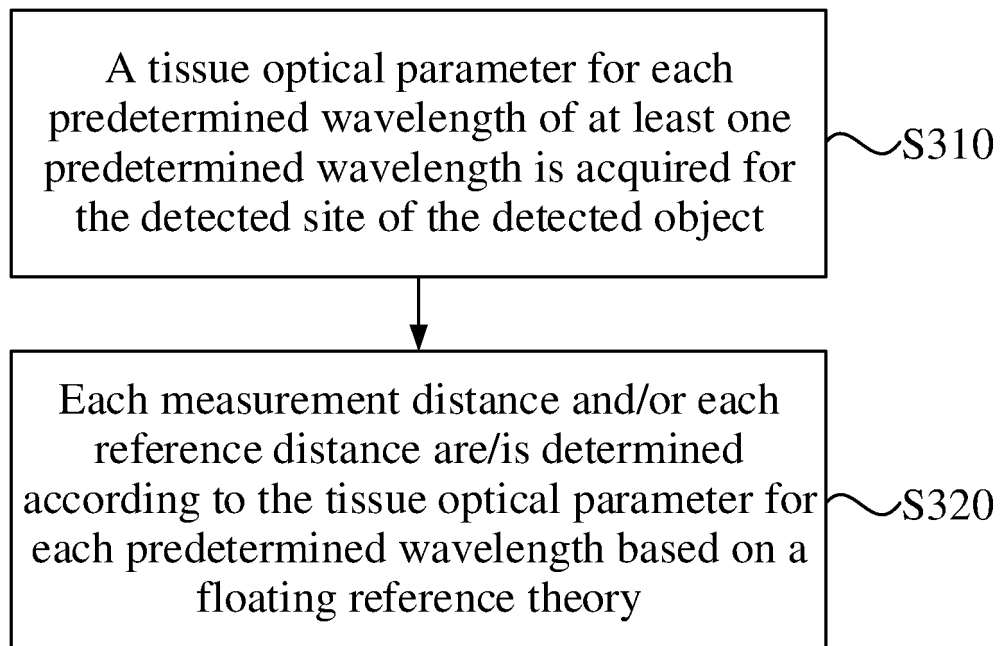 A tissue optical parameter for each
predetermined wavelength of at least one
predetermined wavelength is acquired for
the detected site of the detected object
S310
Each measurement distance and/or each
reference distance are/is determined
according to the tissue optical parameter for
each predetermined wavelength based on a
floating reference theory
S320